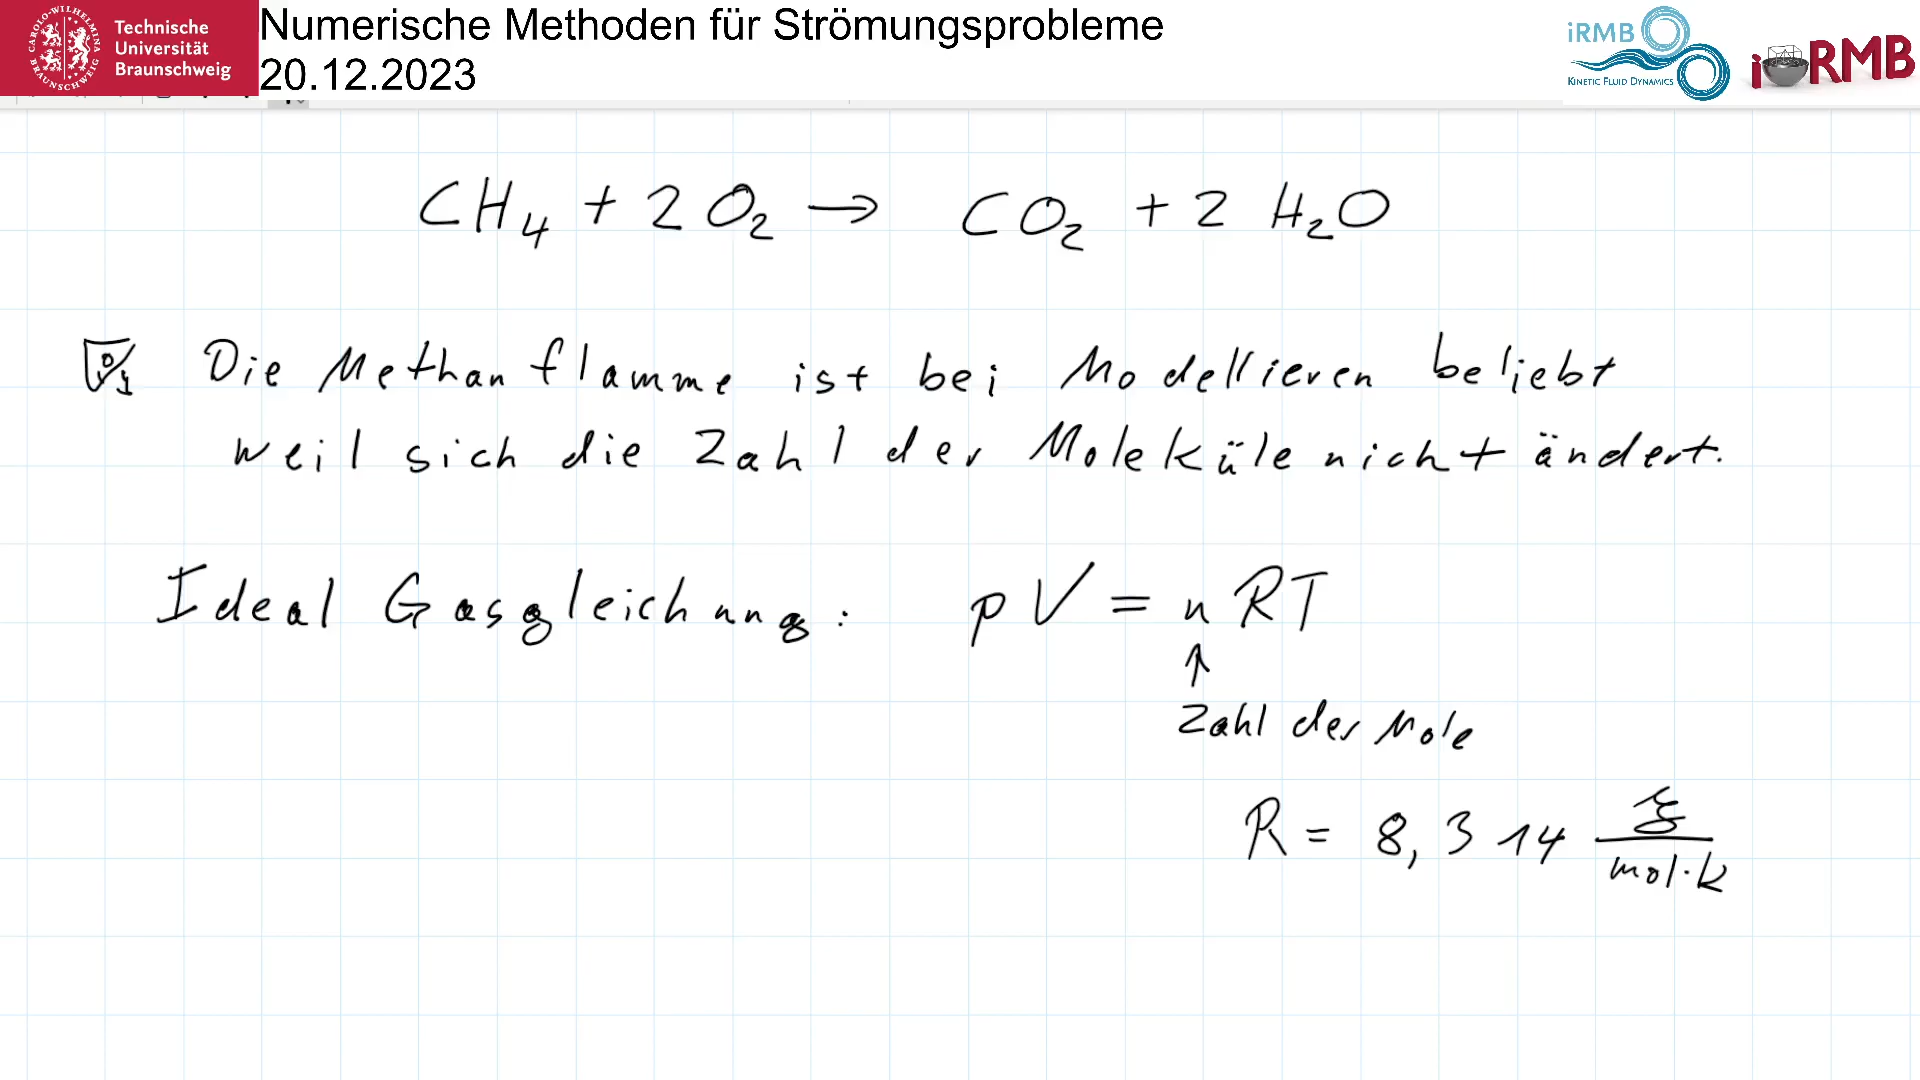 Technische
Universität
Braunschweig
Numerische Methoden für Strömungsprobleme
20.12.2023
iRMB
KINETIC FLUID DYNAMICS
iRMB
CH₄ + 2 O₂ → CO₂ + 2 H₂O
Die Methanflamme ist bei Modellieren beliebt
weil sich die Zahl der Moleküle nicht ändert.
Ideal Gasgleichung: pV = nRT
↑
Zahl der Mole
R = 8,314 
mol·K